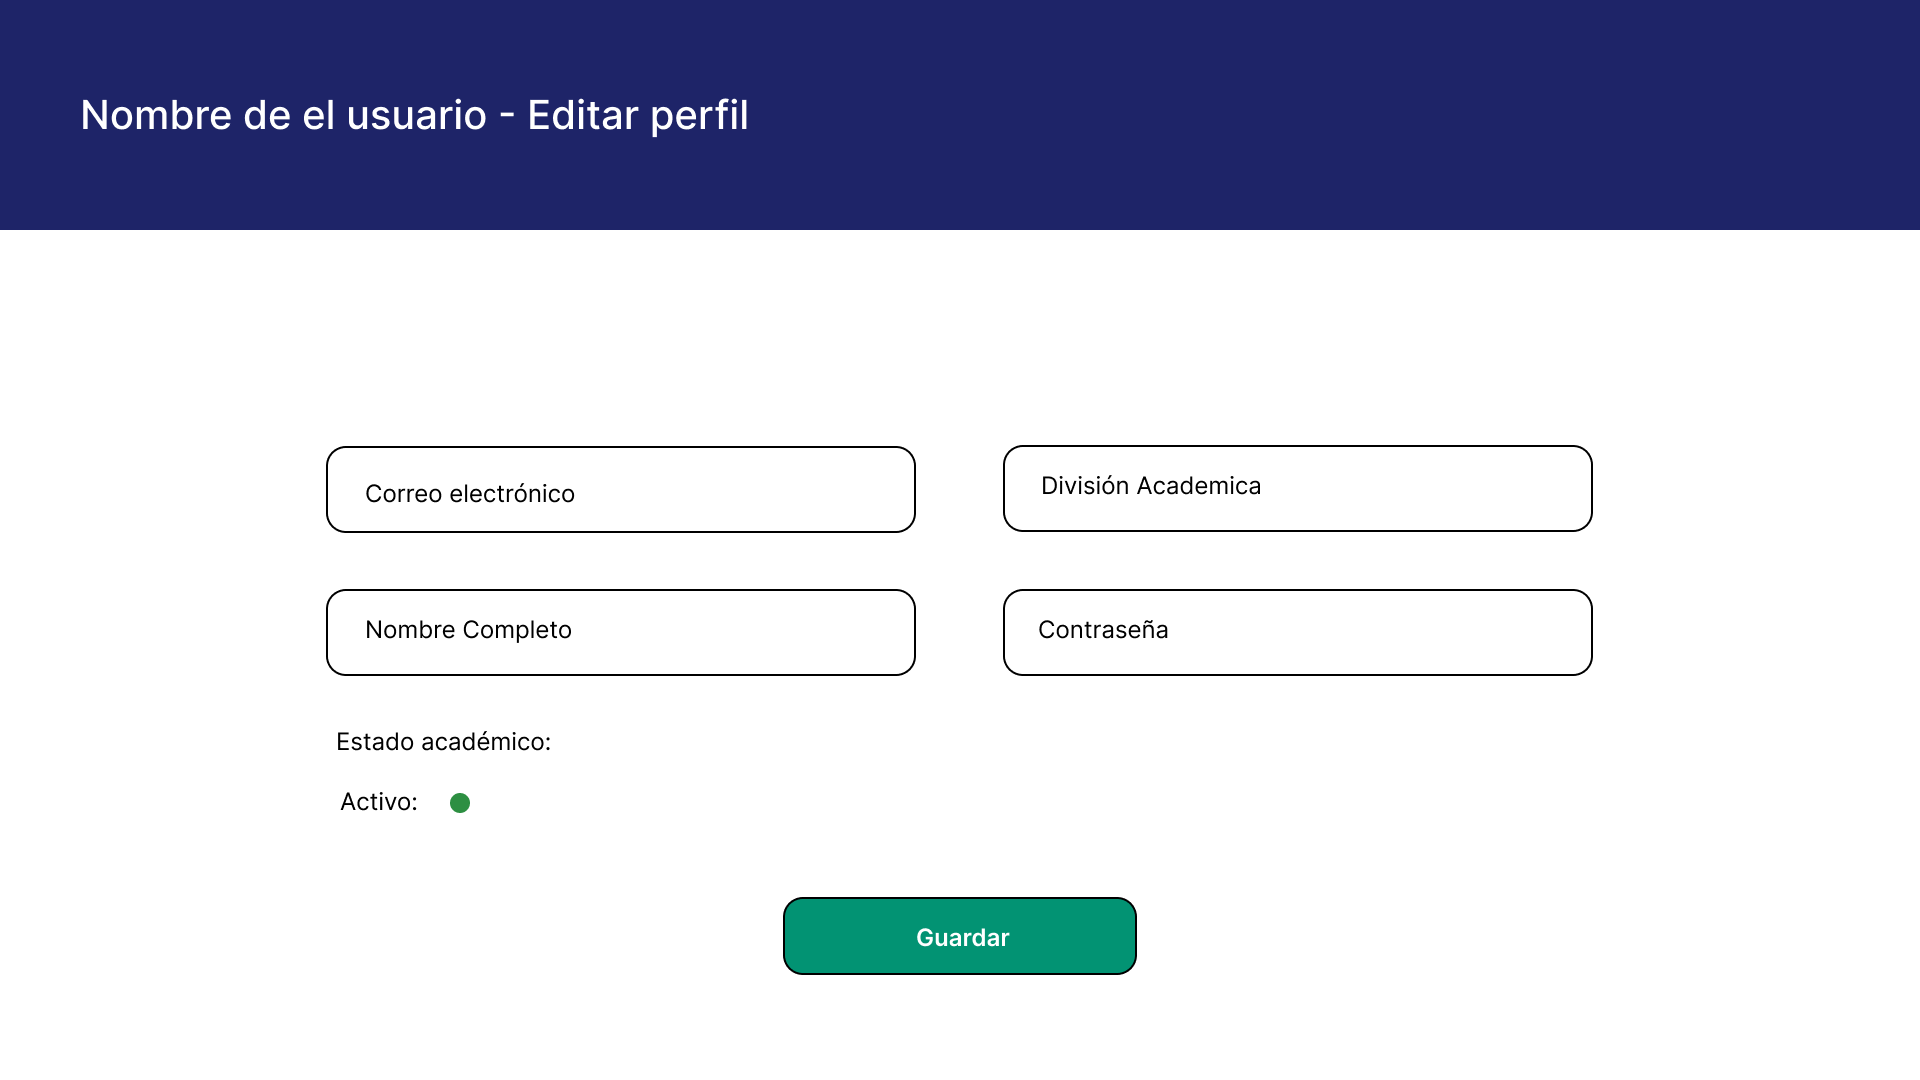 Nombre de el usuario - Editar perfil
Correo electrónico
División Academica
Nombre Completo
Contraseña
Estado académico:
Activo:
Guardar